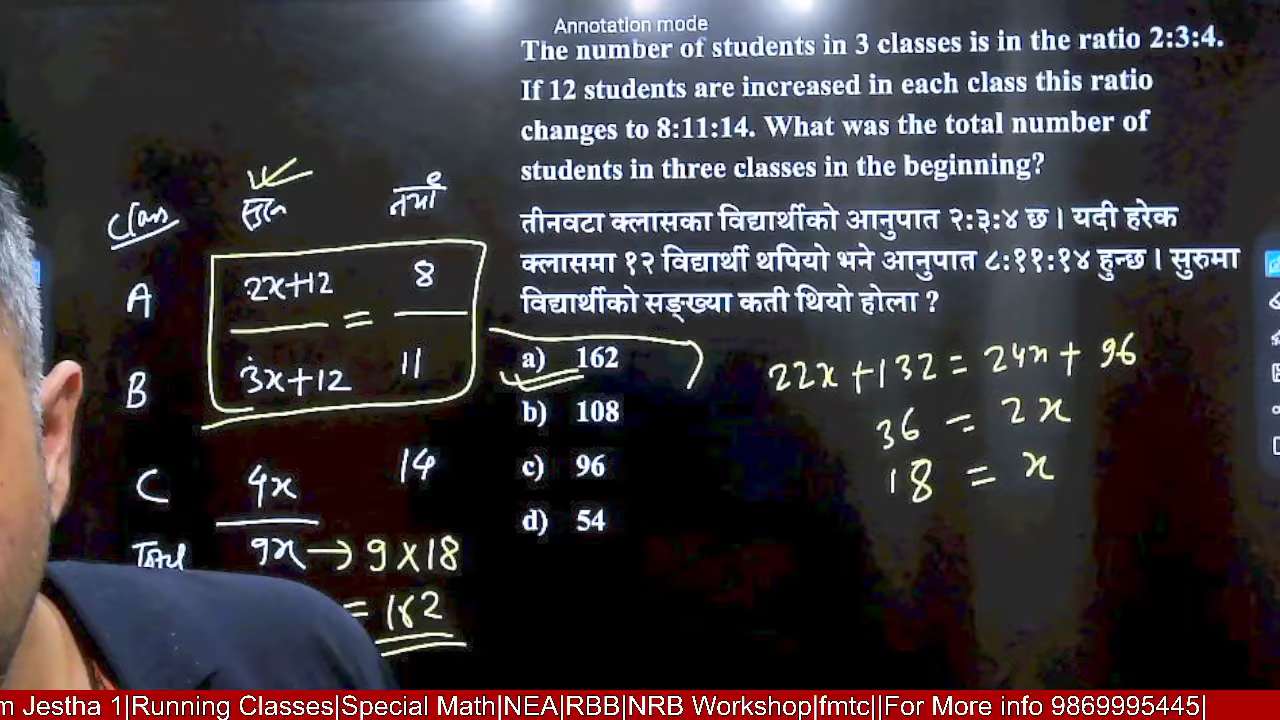 Annotation mode
The number of students in 3 classes is in the ratio 2:3:4.
If 12 students are increased in each class this ratio
changes to 8:11:14. What was the total number of
students in three classes in the beginning?
तीनवटा क्लासका विद्यार्थीको आनुपात २:३:४ छ । यदी हरेक
क्लासमा १२ विद्यार्थी थपियो भने आनुपात ८:११:१४ हुन्छ । सुरुमा
विद्यार्थीको सङ्ख्या कती थियो होला ?
a) 162
b) 108
c) 96
d) 54
Class
A 2x+12 = 8
B 3x+12 11
C 4x 14
Total 9x → 9 × 18
= 162
22x + 132 = 24x + 96
36 = 2x
18 = x
m Jestha 1|Running Classes|Special Math|NEA|RBB|NRB Workshop|fmtc||For More info 9869995445|